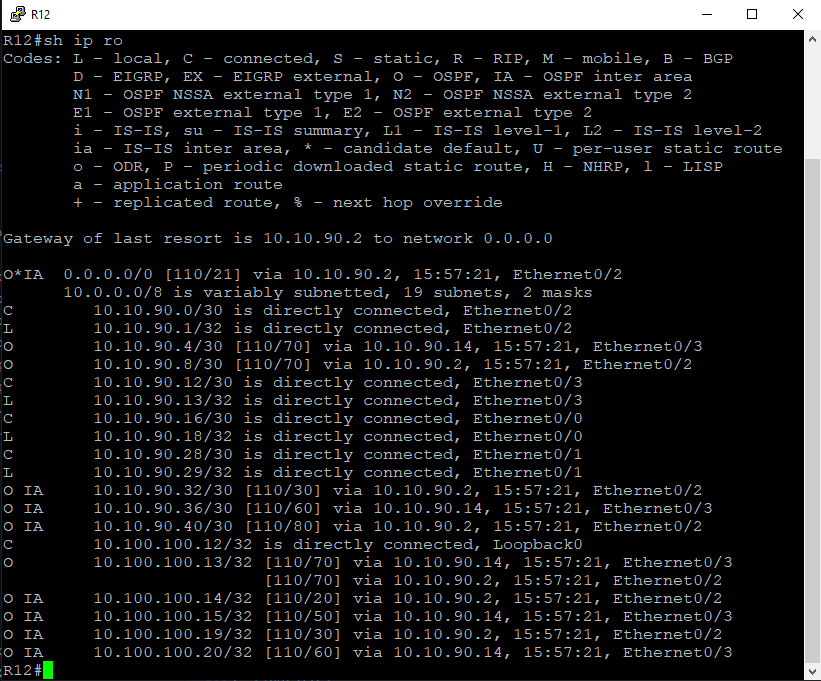 R12
R12#sh ip ro
Codes: L - local, C - connected, S - static, R - RIP, M - mobile, B - BGP
       D - EIGRP, EX - EIGRP external, O - OSPF, IA - OSPF inter area
       N1 - OSPF NSSA external type 1, N2 - OSPF NSSA external type 2
       E1 - OSPF external type 1, E2 - OSPF external type 2
       i - IS-IS, su - IS-IS summary, L1 - IS-IS level-1, L2 - IS-IS level-2
       ia - IS-IS inter area, * - candidate default, U - per-user static route
       o - ODR, P - periodic downloaded static route, H - NHRP, l - LISP
       a - application route
       + - replicated route, % - next hop override

Gateway of last resort is 10.10.90.2 to network 0.0.0.0

O*IA  0.0.0.0/0 [110/21] via 10.10.90.2, 15:57:21, Ethernet0/2
      10.0.0.0/8 is variably subnetted, 19 subnets, 2 masks
C        10.10.90.0/30 is directly connected, Ethernet0/2
L        10.10.90.1/32 is directly connected, Ethernet0/2
O        10.10.90.4/30 [110/70] via 10.10.90.14, 15:57:21, Ethernet0/3
O        10.10.90.8/30 [110/70] via 10.10.90.2, 15:57:21, Ethernet0/2
C        10.10.90.12/30 is directly connected, Ethernet0/3
L        10.10.90.13/32 is directly connected, Ethernet0/3
C        10.10.90.16/30 is directly connected, Ethernet0/0
L        10.10.90.18/32 is directly connected, Ethernet0/0
C        10.10.90.28/30 is directly connected, Ethernet0/1
L        10.10.90.29/32 is directly connected, Ethernet0/1
O IA     10.10.90.32/30 [110/30] via 10.10.90.2, 15:57:21, Ethernet0/2
O IA     10.10.90.36/30 [110/60] via 10.10.90.14, 15:57:21, Ethernet0/3
O IA     10.10.90.40/30 [110/80] via 10.10.90.2, 15:57:21, Ethernet0/2
C        10.100.100.12/32 is directly connected, Loopback0
O        10.100.100.13/32 [110/70] via 10.10.90.14, 15:57:21, Ethernet0/3
                          [110/70] via 10.10.90.2, 15:57:21, Ethernet0/2
O IA     10.100.100.14/32 [110/20] via 10.10.90.2, 15:57:21, Ethernet0/2
O IA     10.100.100.15/32 [110/50] via 10.10.90.14, 15:57:21, Ethernet0/3
O IA     10.100.100.19/32 [110/30] via 10.10.90.2, 15:57:21, Ethernet0/2
O IA     10.100.100.20/32 [110/60] via 10.10.90.14, 15:57:21, Ethernet0/3
R12#